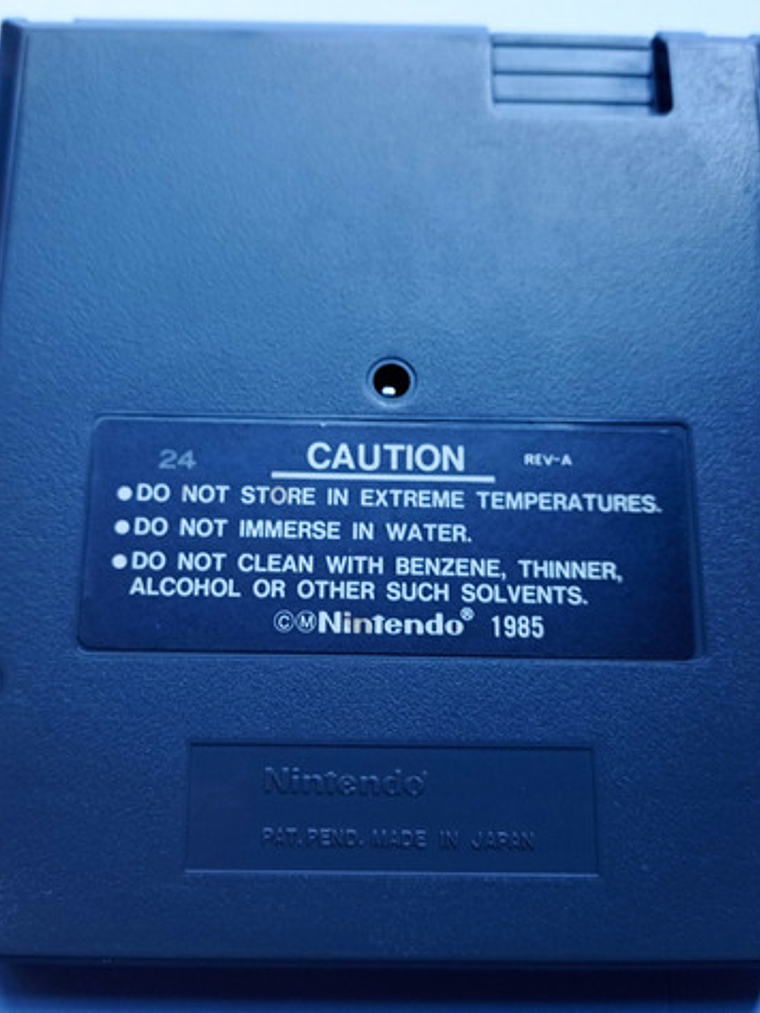 24 CAUTION REV-A
●DO NOT STORE IN EXTREME TEMPERATURES.
●DO NOT IMMERSE IN WATER.
●DO NOT CLEAN WITH BENZENE, THINNER,
ALCOHOL OR OTHER SUCH SOLVENTS.
ⒸⓂNintendo® 1985
Nintendo®
PAT. PEND. MADE IN JAPAN